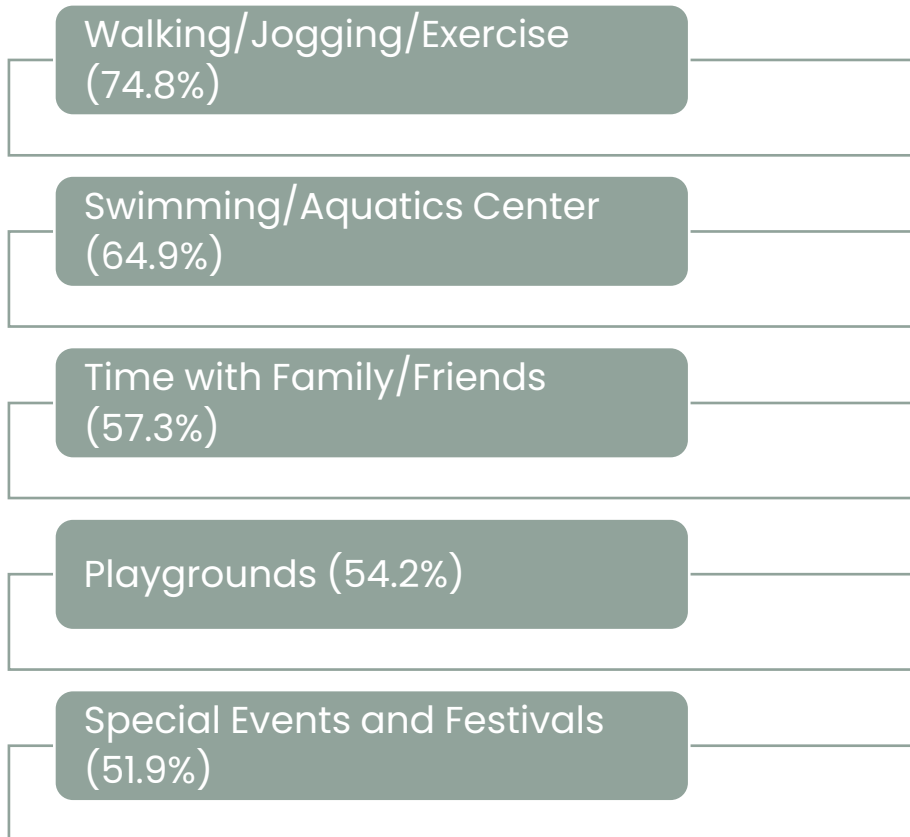 Walking/Jogging/Exercise
(74.8%)
Swimming/Aquatics Center
(64.9%)
Time with Family/Friends
(57.3%)
Playgrounds (54.2%)
Special Events and Festivals
(51.9%)